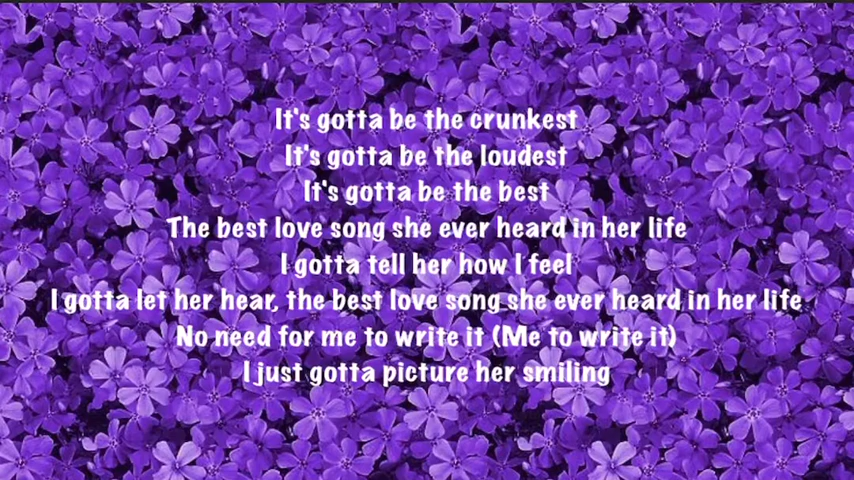 It's gotta be the crunkest
It's gotta be the loudest
It's gotta be the best
The best love song she ever heard in her life
I gotta tell her how I feel
I gotta let her hear, the best love song she ever heard in her life
No need for me to write it (Me to write it)
I just gotta picture her smiling